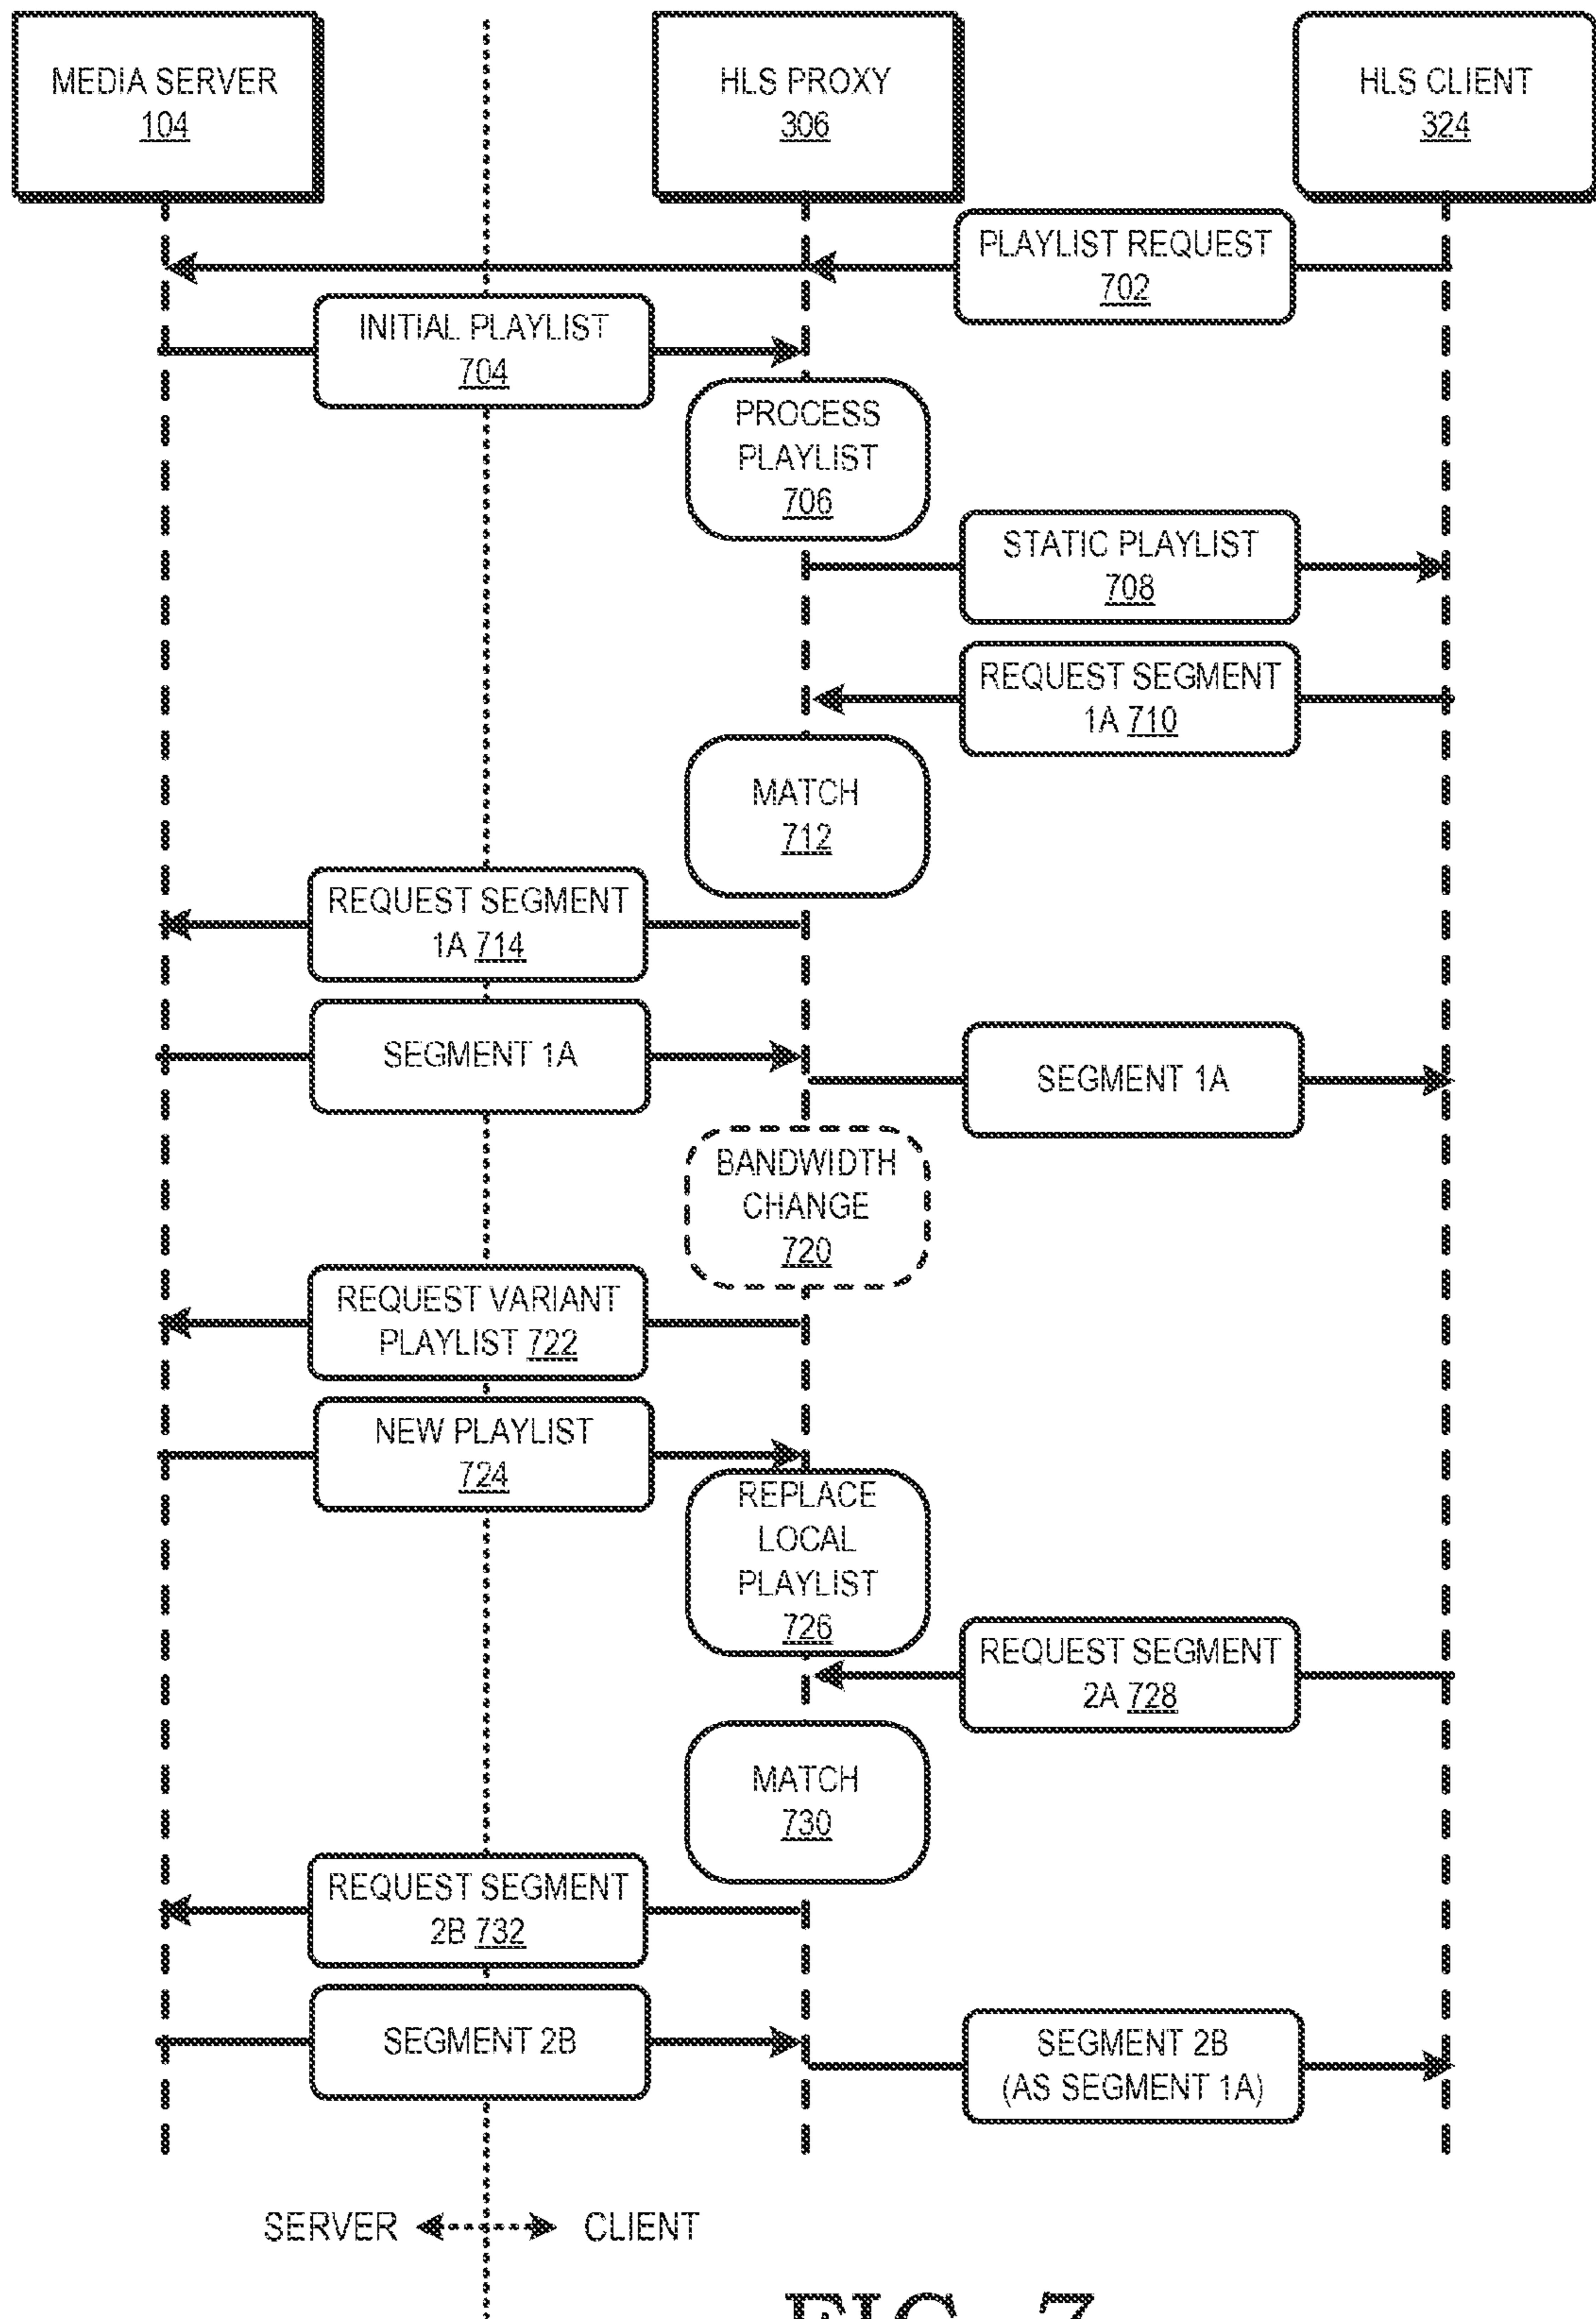 MEDIA SERVER
104
HLS PROXY
306
HLS CLIENT
324
PLAYLIST REQUEST
702
INITIAL PLAYLIST
704
PROCESS
PLAYLIST
706
STATIC PLAYLIST
708
REQUEST SEGMENT
1A 710
MATCH
712
REQUEST SEGMENT
1A 714
SEGMENT 1A
SEGMENT 1A
BANDWIDTH
CHANGE
720
REQUEST VARIANT
PLAYLIST 722
NEW PLAYLIST
724
REPLACE
LOCAL
PLAYLIST
726
REQUEST SEGMENT
2A 728
MATCH
730
REQUEST SEGMENT
2B 732
SEGMENT 2B
SEGMENT 2B
(AS SEGMENT 1A)
SERVER
CLIENT
FIG. 7